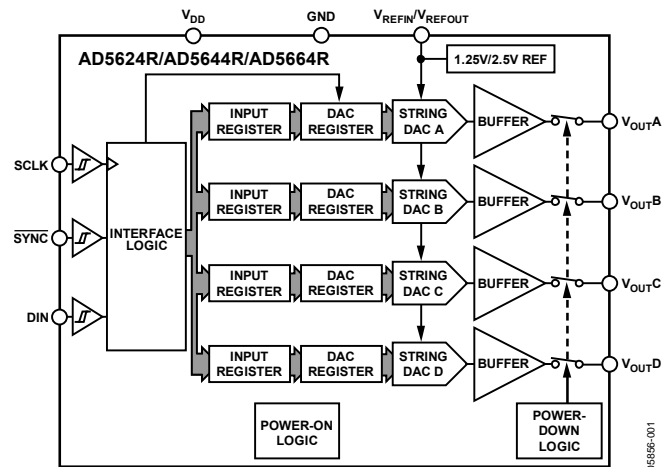 VDD
GND
VREFIN/VREFOUT
AD5624R/AD5644R/AD5664R
1.25V/2.5V REF
INPUT
REGISTER
DAC
REGISTER
STRING
DAC A
BUFFER
VOUTA
SCLK
INPUT
REGISTER
DAC
REGISTER
STRING
DAC B
BUFFER
VOUTB
SYNC
INTERFACE
LOGIC
INPUT
REGISTER
DAC
REGISTER
STRING
DAC C
BUFFER
VOUTC
DIN
INPUT
REGISTER
DAC
REGISTER
STRING
DAC D
BUFFER
VOUTD
POWER-ON
LOGIC
POWER-
DOWN
LOGIC